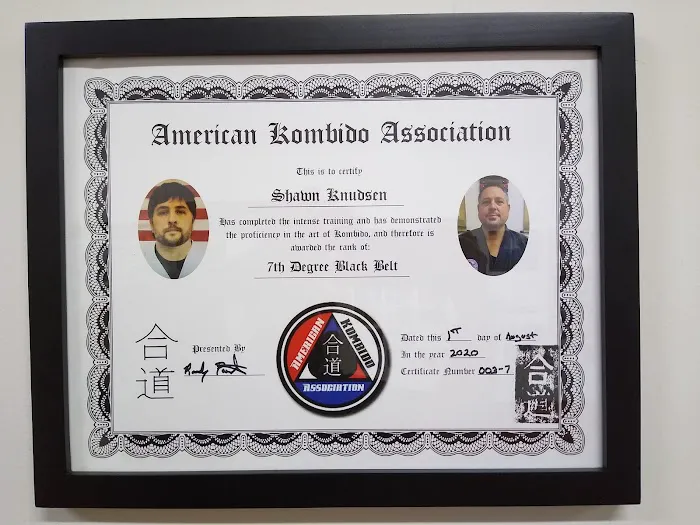 American Kombido Association
This is to certify
Shawn Knudsen
Has completed the intense training and has demonstrated
the proficiency in the art of Kombido, and therefore is
awarded the rank of:
7th Degree Black Belt
合
道
Presented By
AMERICAN KOMBIDO
合
道
ASSOCIATION
Dated this 1ST day of August
In the year 2020
Certificate Number 002-7
合